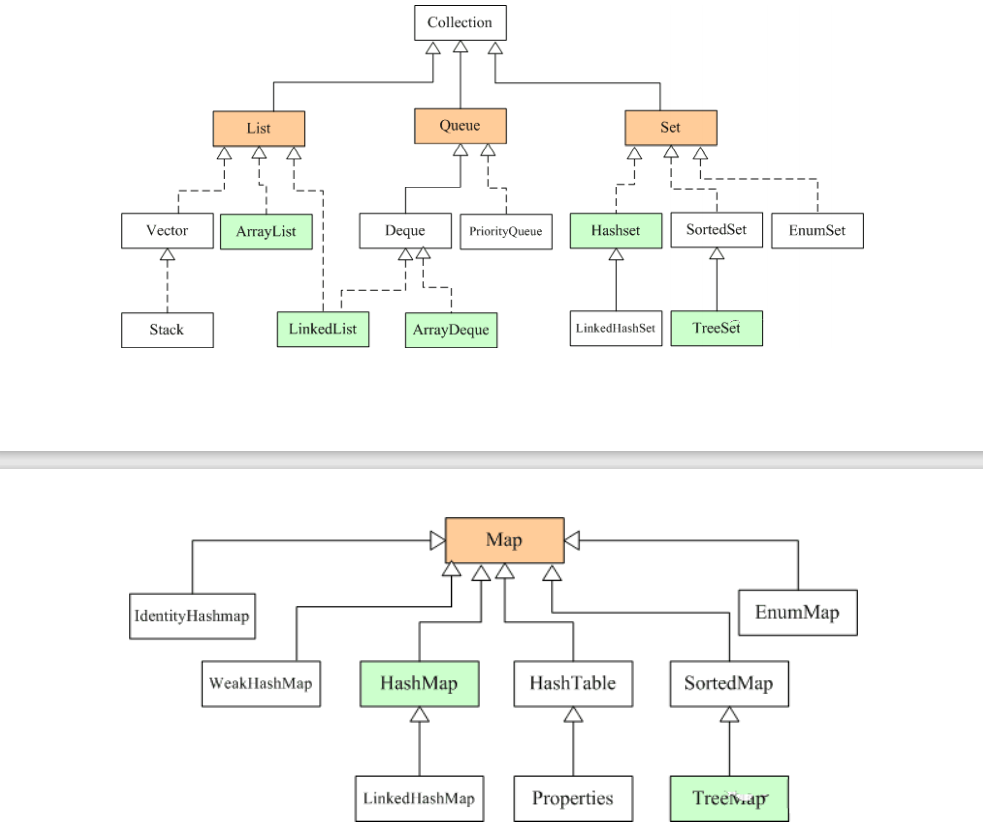 Collection
List
Queue
Set
Vector
ArrayList
Deque
PriorityQueue
Hashset
SortedSet
EnumSet
Stack
LinkedList
ArrayDeque
LinkedHashSet
TreeSet
Map
IdentityHashmap
EnumMap
WeakHashMap
HashMap
HashTable
SortedMap
LinkedHashMap
Properties
TreeMap